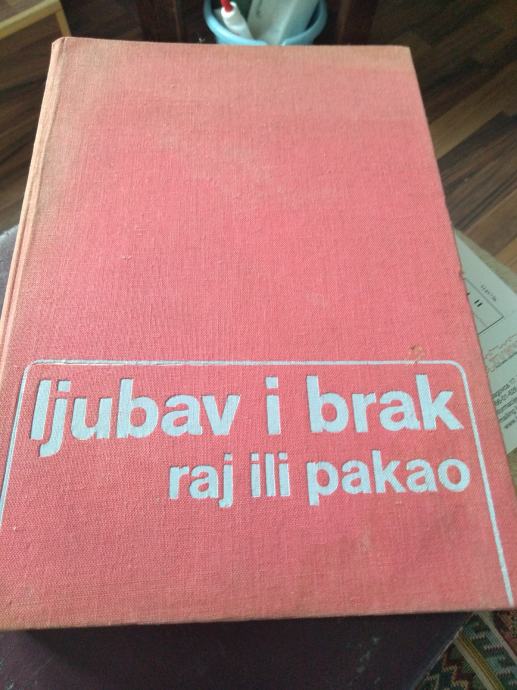 ljubav i brak
raj ili pakao